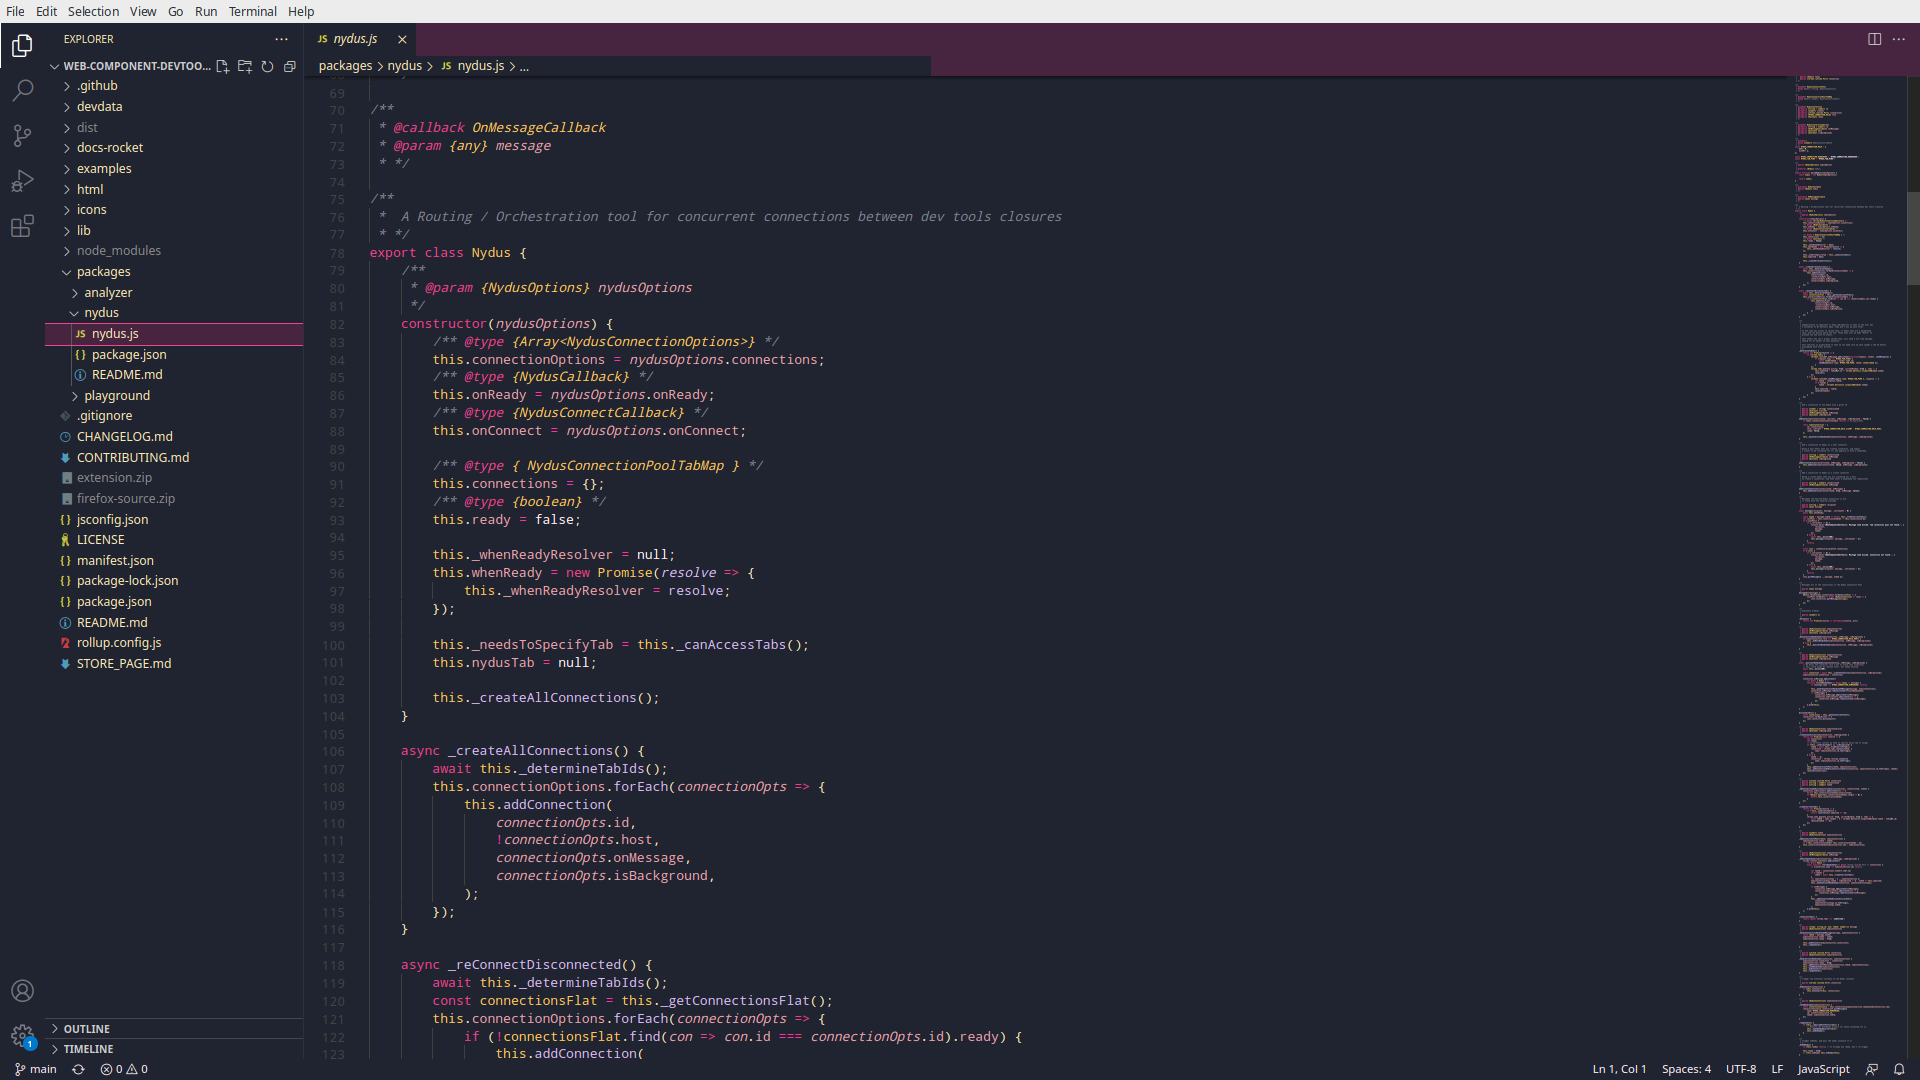 File Edit Selection View Go Run Terminal Help
EXPLORER
WEB-COMPONENT-DEVTOO...
.github
devdata
dist
docs-rocket
examples
html
icons
lib
node_modules
packages
analyzer
nydus
JS nydus.js
{} package.json
README.md
playground
.gitignore
CHANGELOG.md
CONTRIBUTING.md
extension.zip
firefox-source.zip
{} jsconfig.json
LICENSE
{} manifest.json
{} package-lock.json
{} package.json
README.md
rollup.config.js
STORE_PAGE.md
OUTLINE
TIMELINE
1
JS nydus.js
packages > nydus > JS nydus.js > ...
69
70 /**
71  * @callback OnMessageCallback
72  * @param {any} message
73  * */
74
75 /**
76  *  A Routing / Orchestration tool for concurrent connections between dev tools closures
77  * */
78 export class Nydus {
79     /**
80      * @param {NydusOptions} nydusOptions
81      */
82     constructor(nydusOptions) {
83         /** @type {Array<NydusConnectionOptions>} */
84         this.connectionOptions = nydusOptions.connections;
85         /** @type {NydusCallback} */
86         this.onReady = nydusOptions.onReady;
87         /** @type {NydusConnectCallback} */
88         this.onConnect = nydusOptions.onConnect;
89
90         /** @type { NydusConnectionPoolTabMap } */
91         this.connections = {};
92         /** @type {boolean} */
93         this.ready = false;
94
95         this._whenReadyResolver = null;
96         this.whenReady = new Promise(resolve => {
97             this._whenReadyResolver = resolve;
98         });
99
100         this._needsToSpecifyTab = this._canAccessTabs();
101         this.nydusTab = null;
102
103         this._createAllConnections();
104     }
105
106     async _createAllConnections() {
107         await this._determineTabIds();
108         this.connectionOptions.forEach(connectionOpts => {
109             this.addConnection(
110                 connectionOpts.id,
111                 !connectionOpts.host,
112                 connectionOpts.onMessage,
113                 connectionOpts.isBackground,
114             );
115         });
116     }
117
118     async _reConnectDisconnected() {
119         await this._determineTabIds();
120         const connectionsFlat = this._getConnectionsFlat();
121         this.connectionOptions.forEach(connectionOpts => {
122             if (!connectionsFlat.find(con => con.id === connectionOpts.id).ready) {
123                 this.addConnection(
main 0 0 Ln 1, Col 1 Spaces: 4 UTF-8 LF JavaScript